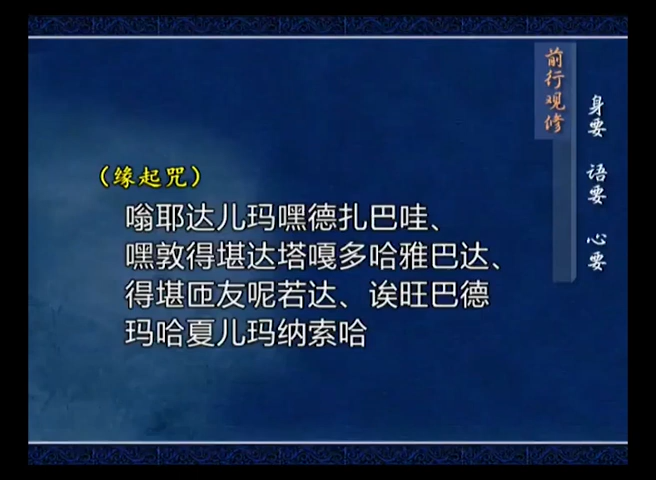 前行观修
身要 语要 心要
（缘起咒）
嗡耶达儿玛嘿德扎巴哇、
嘿敦得堪达塔嘎多哈雅巴达、
得堪匝友呢若达、诶旺巴德
玛哈夏儿玛纳索哈